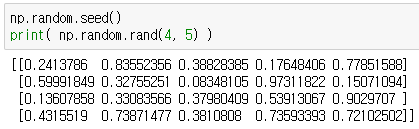 np.random.seed()
print( np.random.rand(4, 5) )
[[0.2413786  0.83552356 0.38828385 0.17648406 0.77851588]
 [0.59991849 0.32755251 0.08348105 0.97311822 0.15071094]
 [0.13607858 0.33083566 0.37980409 0.53913067 0.9029707 ]
 [0.4315519  0.73871477 0.3810808  0.73593393 0.72102502]]